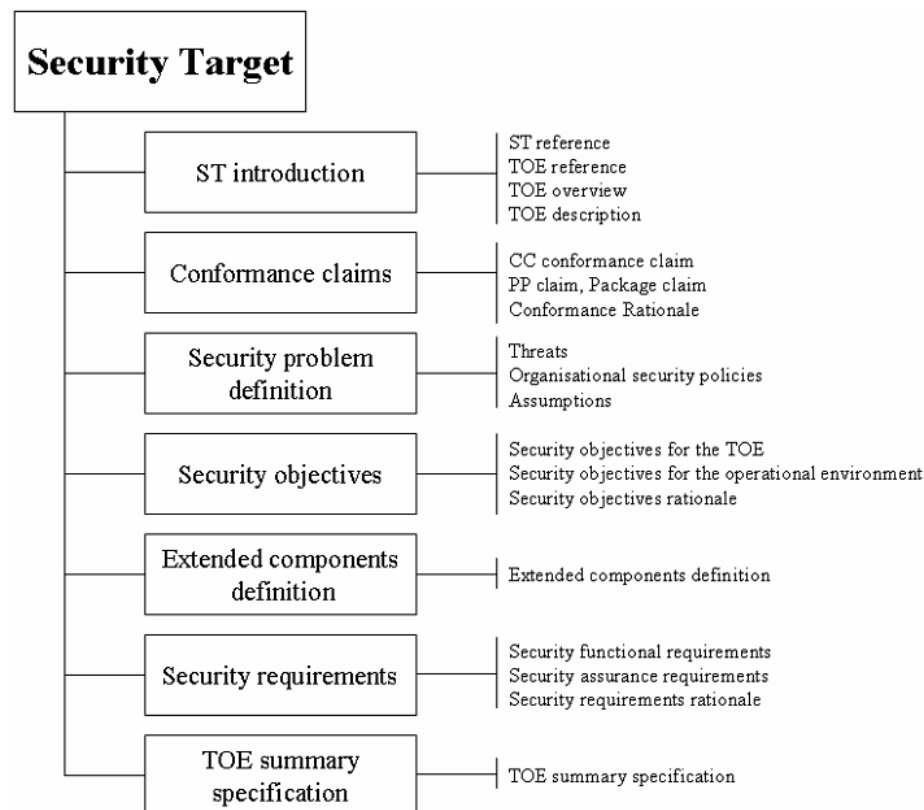 Security Target
ST introduction
ST reference
TOE reference
TOE overview
TOE description
Conformance claims
CC conformance claim
PP claim, Package claim
Conformance Rationale
Security problem
definition
Threats
Organisational security policies
Assumptions
Security objectives
Security objectives for the TOE
Security objectives for the operational environment
Security objectives rationale
Extended components
definition
Extended components definition
Security requirements
Security functional requirements
Security assurance requirements
Security requirements rationale
TOE summary
specification
TOE summary specification